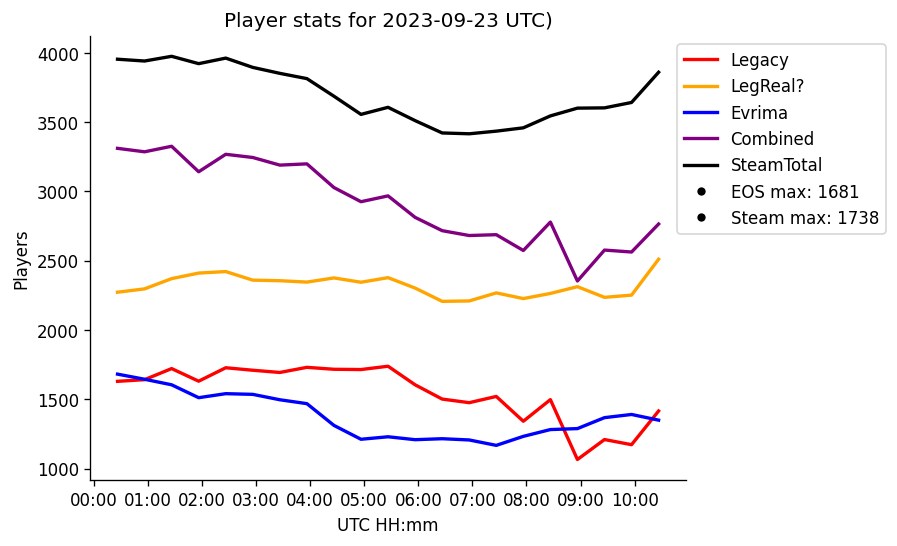 Player stats for 2023-09-23 UTC)
4000
3500
3000
2500
2000
1500
1000
Players
00:00 01:00 02:00 03:00 04:00 05:00 06:00 07:00 08:00 09:00 10:00
UTC HH:mm
Legacy
LegReal?
Evrima
Combined
SteamTotal
EOS max: 1681
Steam max: 1738